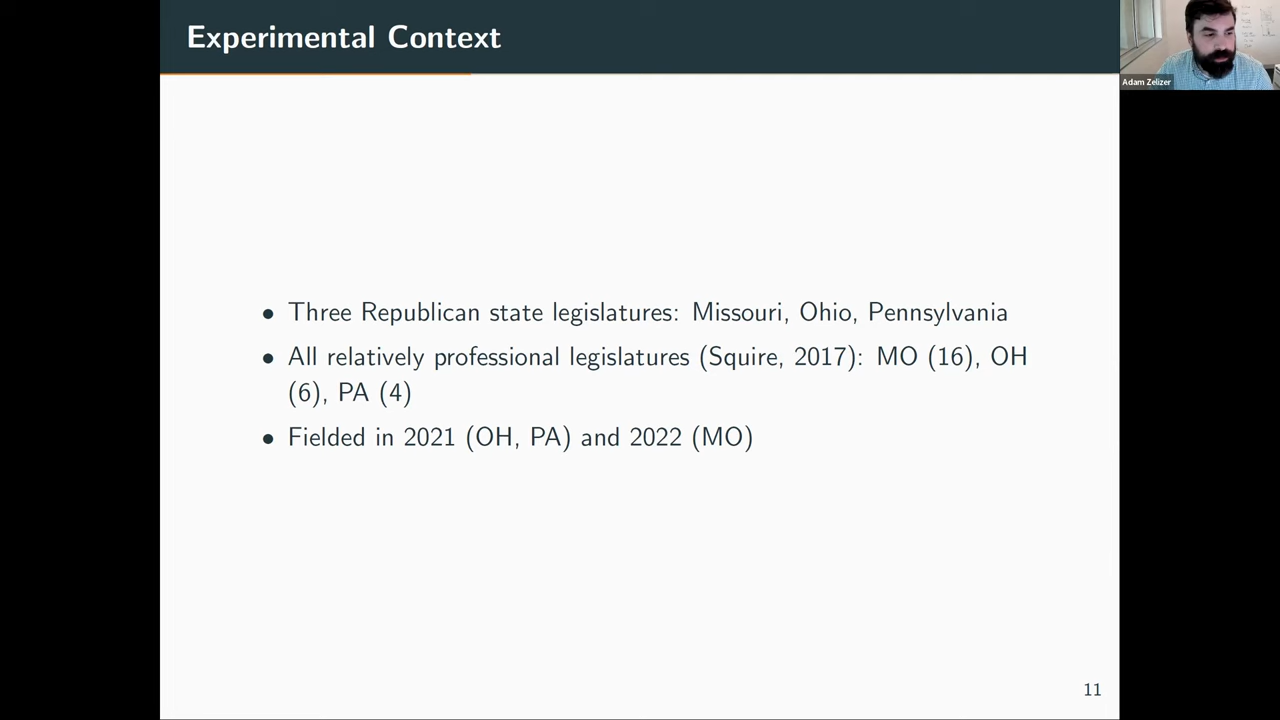 Experimental Context
Adam Zelizer
• Three Republican state legislatures: Missouri, Ohio, Pennsylvania
• All relatively professional legislatures (Squire, 2017): MO (16), OH
(6), PA (4)
• Fielded in 2021 (OH, PA) and 2022 (MO)
11